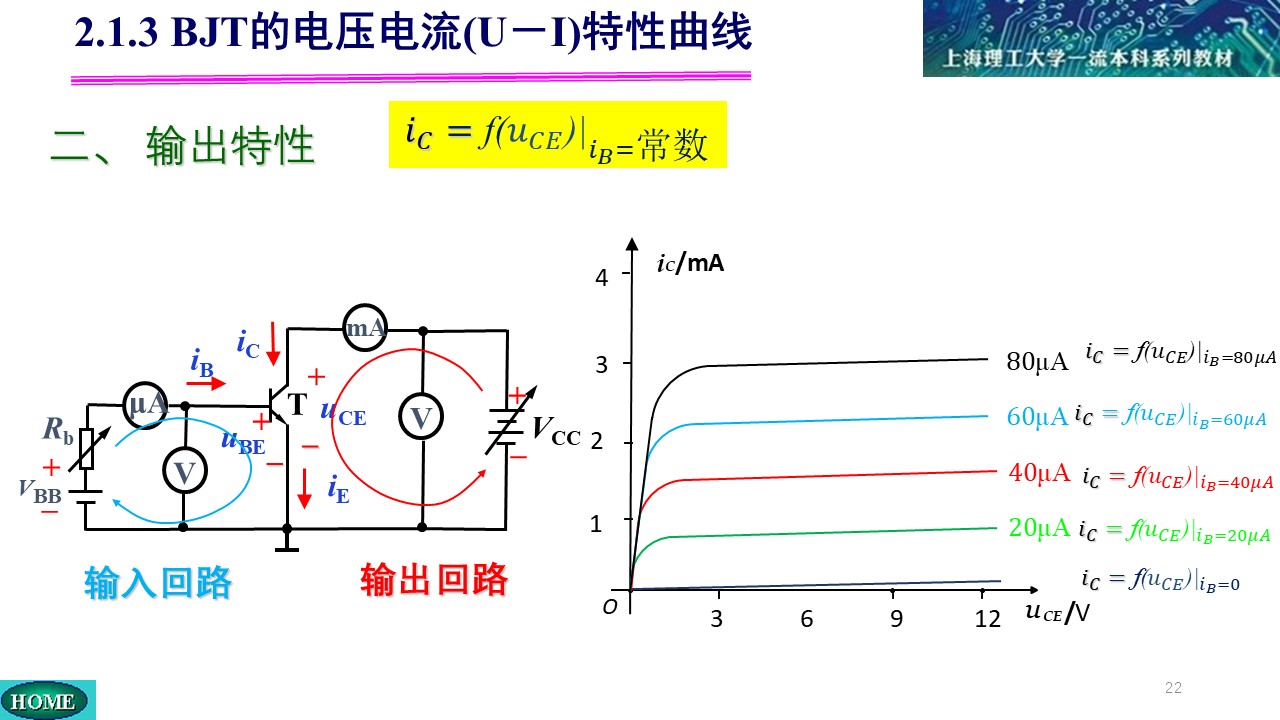 2.1.3 BJT的电压电流(U－I)特性曲线
上海理工大学一流本科系列教材
二、 输出特性
i_C = f(u_CE)|_{i_B=常数}
4
i_C/mA
3
2
1
O
3
6
9
12
u_CE/V
80μA i_C = f(u_CE)|_{i_B=80μA}
60μA i_C = f(u_CE)|_{i_B=60μA}
40μA i_C = f(u_CE)|_{i_B=40μA}
20μA i_C = f(u_CE)|_{i_B=20μA}
i_C = f(u_CE)|_{i_B=0}
mA
i_C
i_B
μA
T
+
u_CE
−
V
+
V_CC
−
R_b
+
u_BE
−
V
+
V_BB
−
i_E
输入回路
输出回路
HOME
22